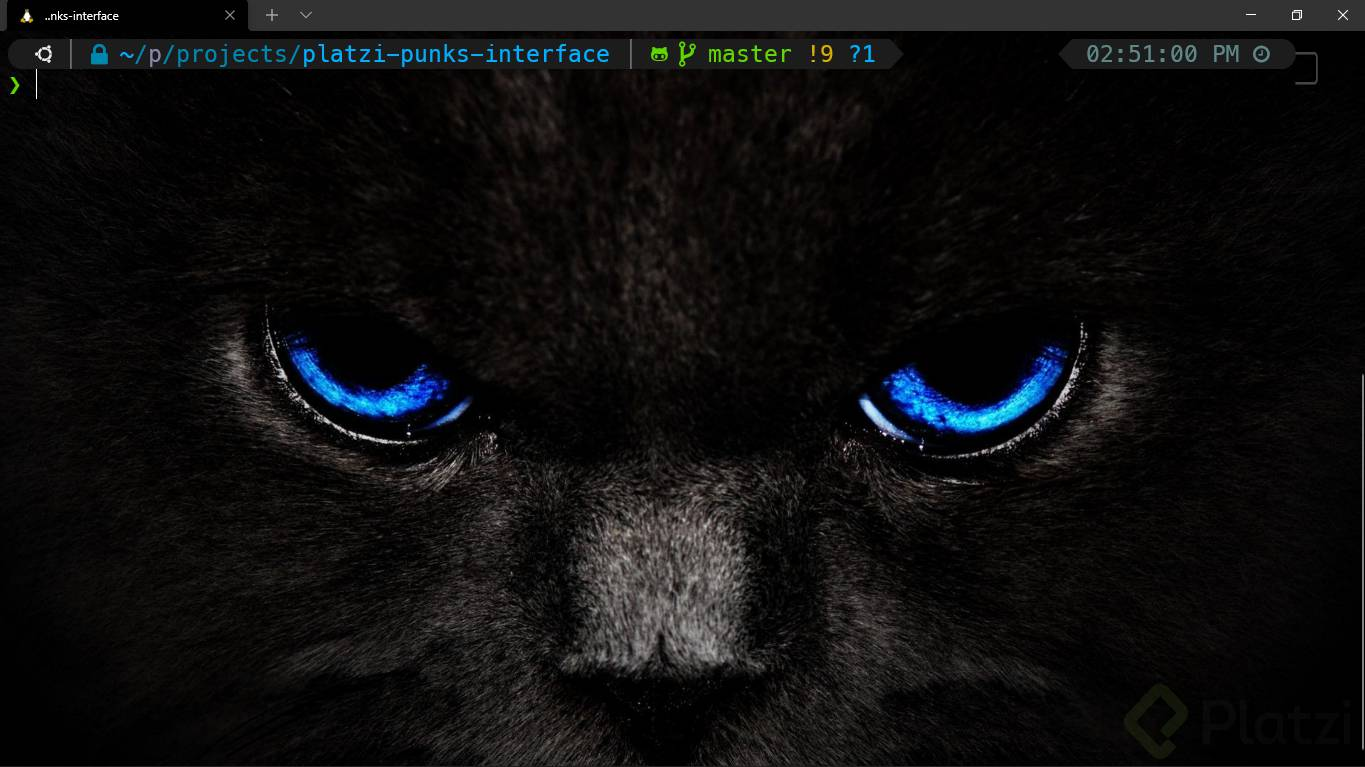 ..nks-interface
~/p/projects/platzi-punks-interface master !9 ?1 02:51:00 PM
❯
Platzi